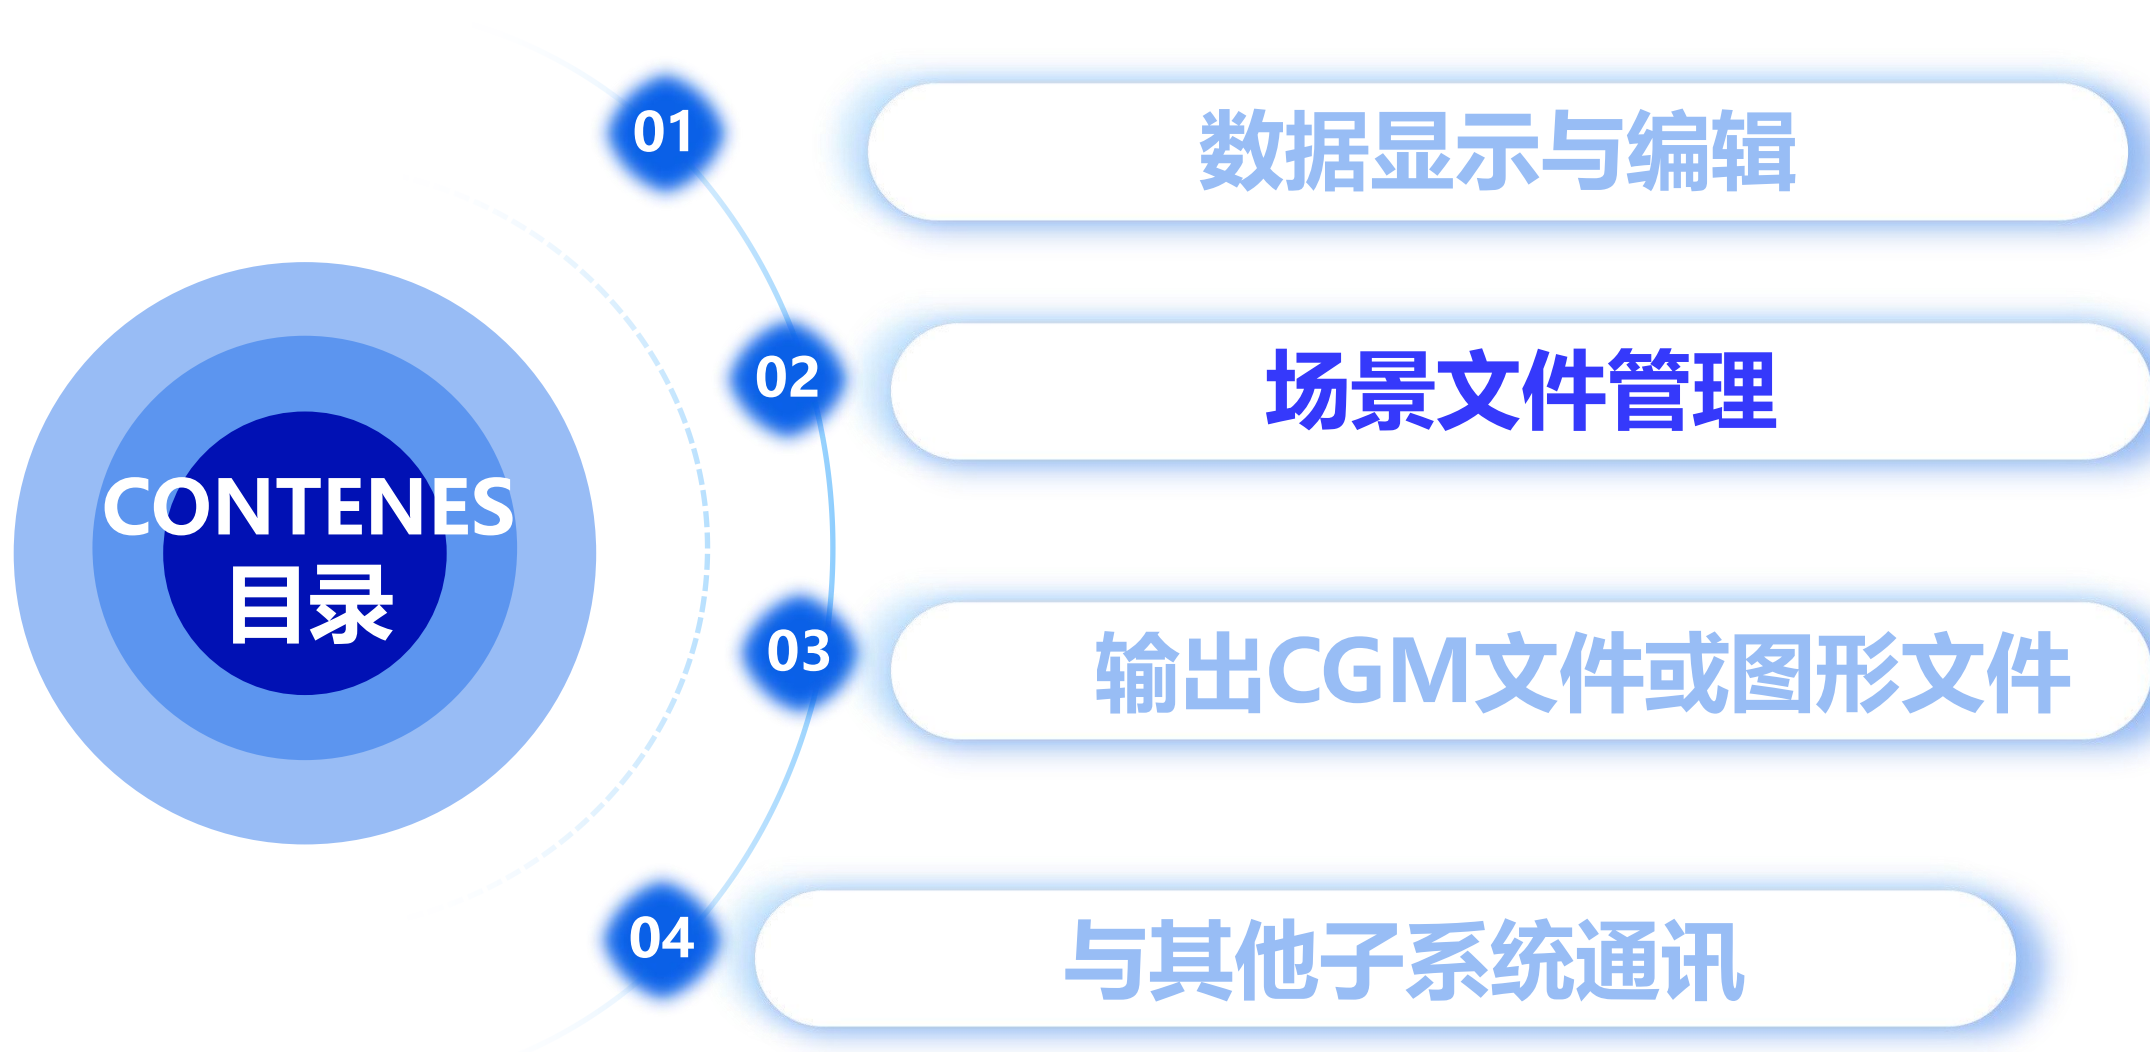 CONTENES
目录
01
数据显示与编辑
02
场景文件管理
03
输出CGM文件或图形文件
04
与其他子系统通讯